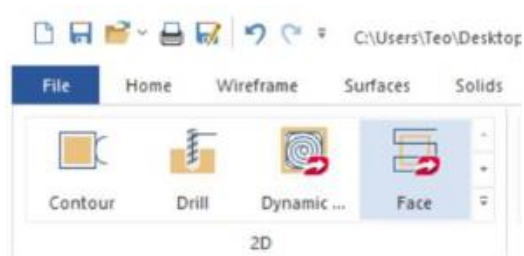 C:\Users\Teo\Desktop
File Home Wireframe Surfaces Solids
Contour Drill Dynamic ... Face
2D